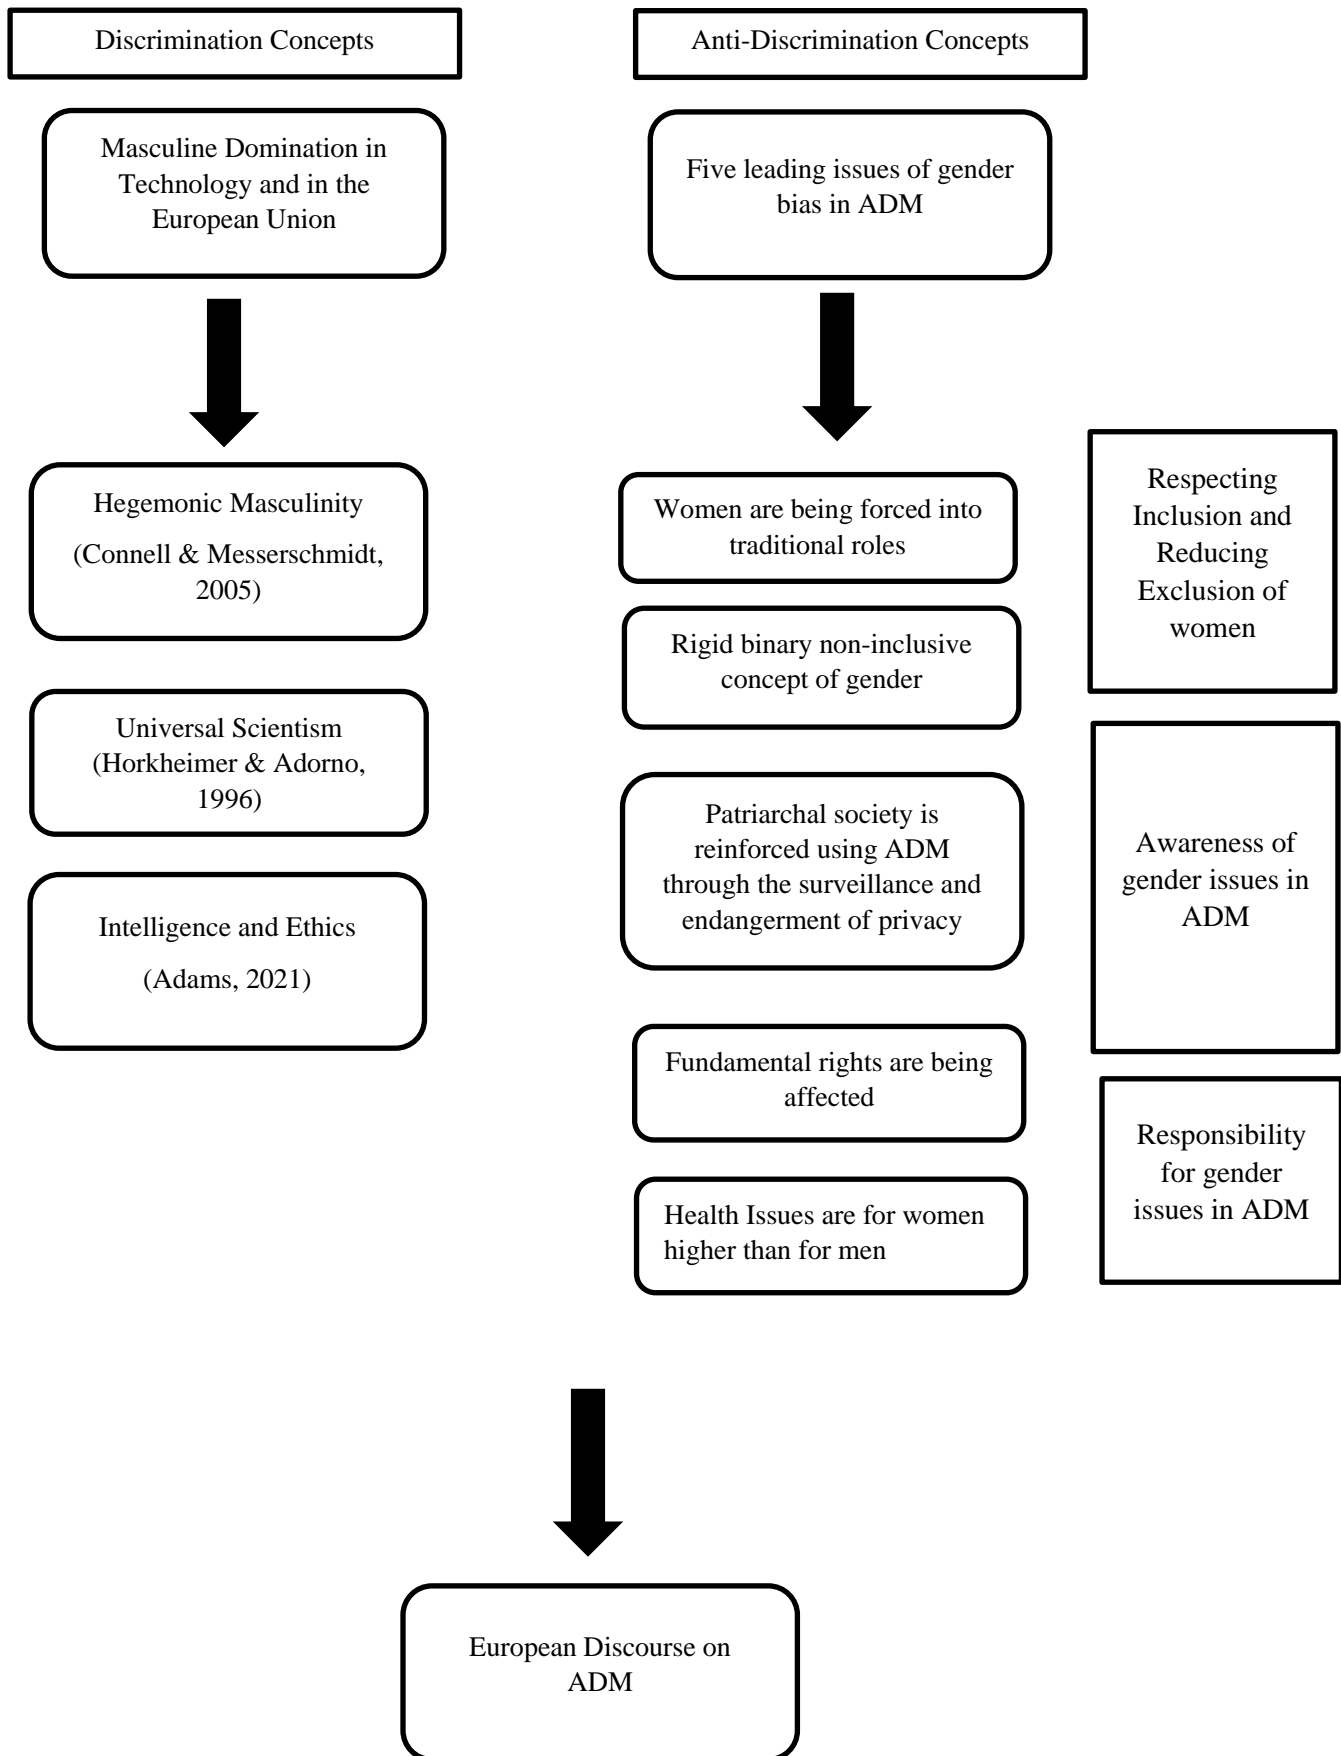 Discrimination Concepts
Anti-Discrimination Concepts
Masculine Domination in
Technology and in the
European Union
Five leading issues of gender
bias in ADM
Hegemonic Masculinity
(Connell & Messerschmidt,
2005)
Universal Scientism
(Horkheimer & Adorno,
1996)
Intelligence and Ethics
(Adams, 2021)
Women are being forced into
traditional roles
Rigid binary non-inclusive
concept of gender
Patriarchal society is
reinforced using ADM
through the surveillance and
endangerment of privacy
Fundamental rights are being
affected
Health Issues are for women
higher than for men
Respecting
Inclusion and
Reducing
Exclusion of
women
Awareness of
gender issues in
ADM
Responsibility
for gender
issues in ADM
European Discourse on
ADM